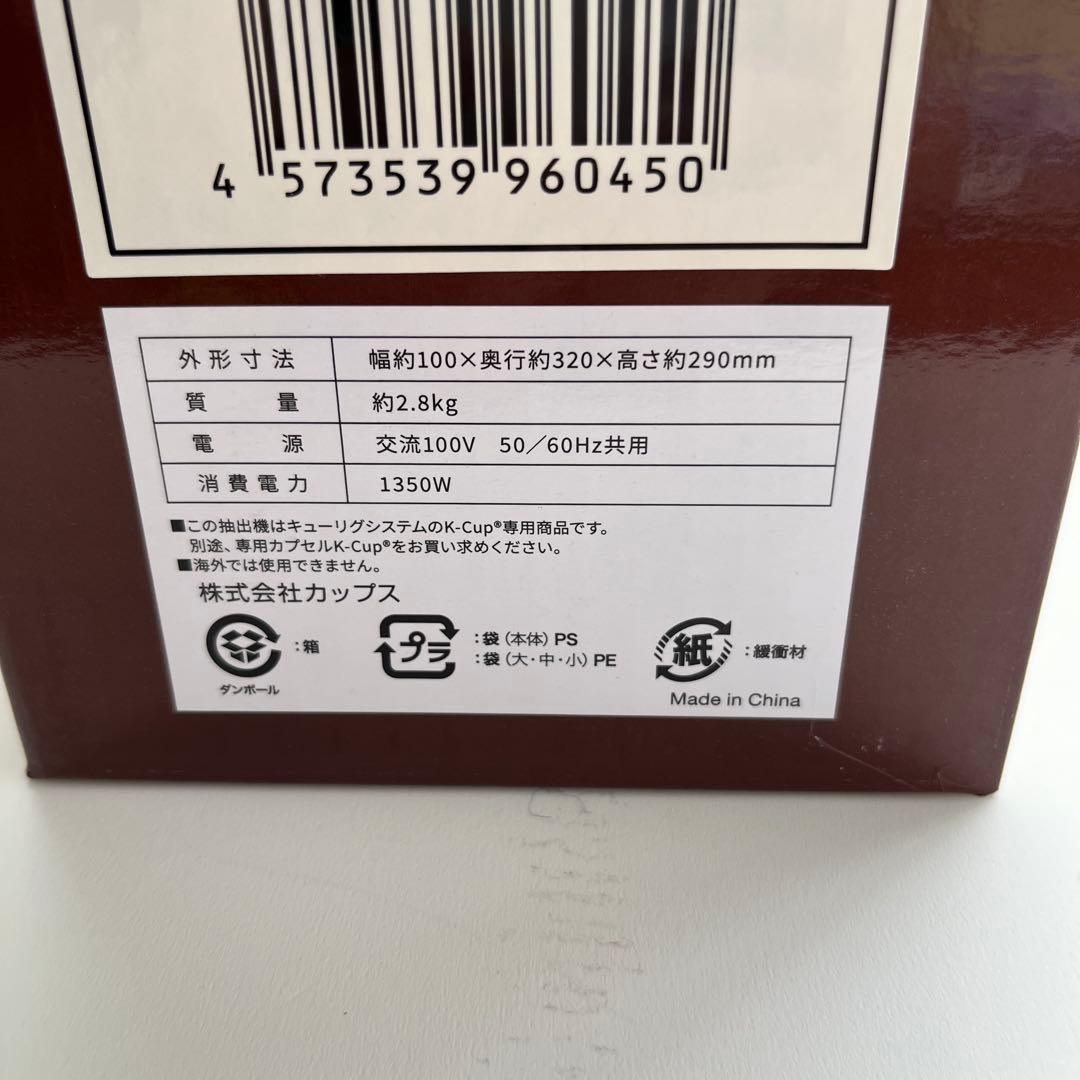 4 573539 960450
外形寸法 幅約100×奥行約320×高さ約290mm
質量 約2.8kg
電源 交流100V 50／60Hz共用
消費電力 1350W
■この抽出機はキューリグシステムのK-Cup®専用商品です。
別途、専用カプセルK-Cup®をお買い求めください。
■海外では使用できません。
株式会社カップス
:箱
ダンボール
プラ
:袋（本体）PS
:袋（大・中・小）PE
紙
:緩衝材
Made in China